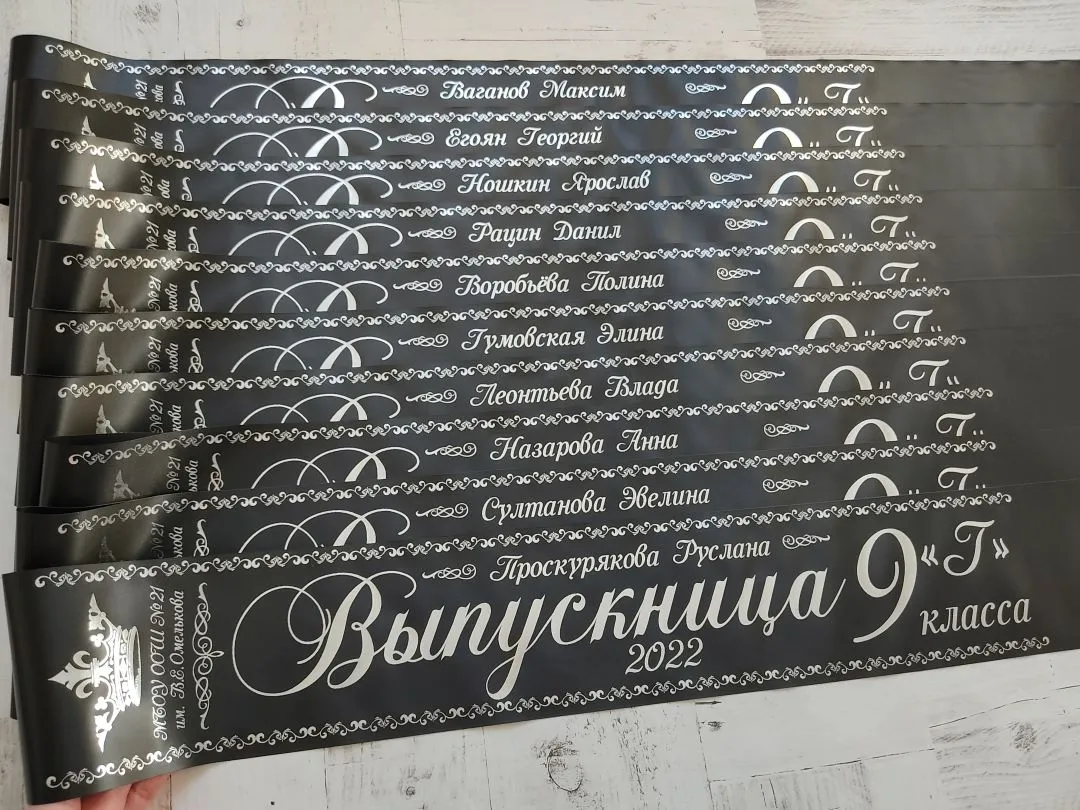 Ваганов Максим
Егоян Георгий
Ношкин Ярослав
Рацин Данил
Воробьёва Полина
Гумовская Элина
Леонтьева Влада
Назарова Анна
Султанова Эвелина
Проскурякова Руслана
Выпускница 9 «Г» класса
2022
МБОУ ООШ №21
им. В.Е.Омелькова